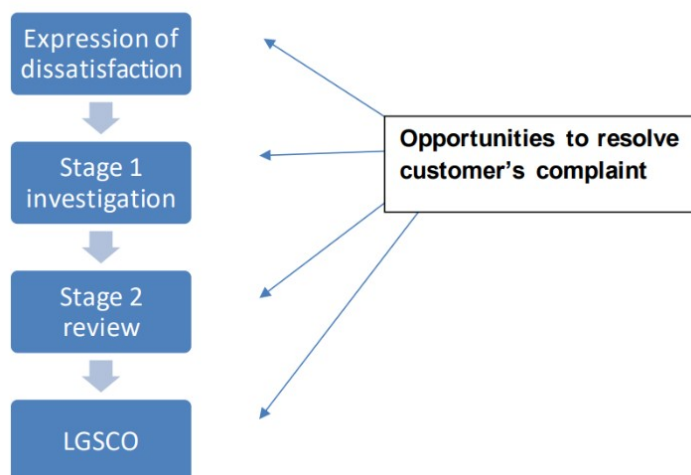 Expression of
dissatisfaction
Opportunities to resolve
customer's complaint
Stage 1
investigation
Stage 2
review
LGSCO